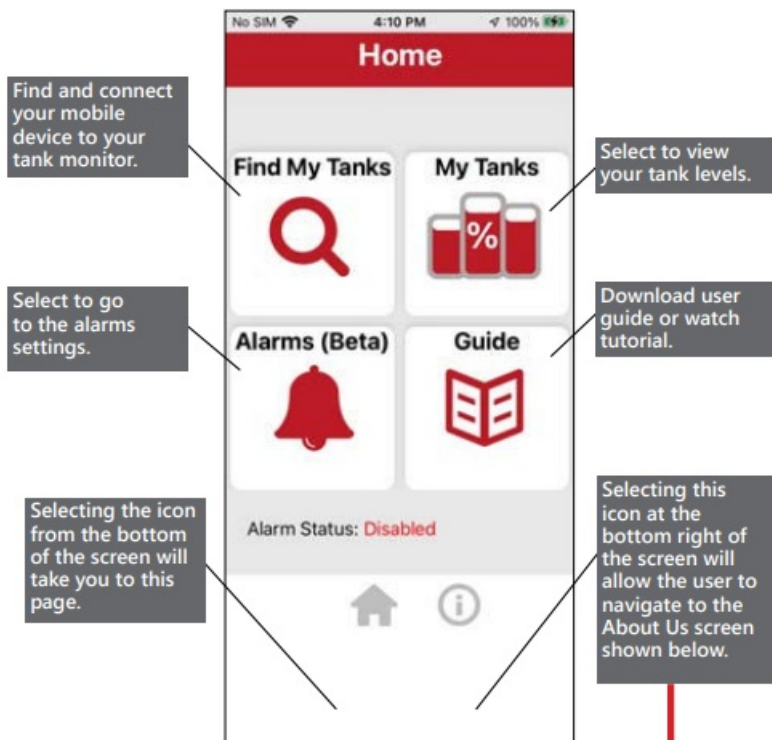 No SIM 4:10 PM 100%
Home
Find and connect
your mobile
device to your
tank monitor.
Find My Tanks
My Tanks
%
Select to view
your tank levels.
Select to go
to the alarms
settings.
Alarms (Beta)
Guide
Download user
guide or watch
tutorial.
Selecting the icon
from the bottom
of the screen will
take you to this
page.
Alarm Status: Disabled
Selecting this
icon at the
bottom right of
the screen will
allow the user to
navigate to the
About Us screen
shown below.